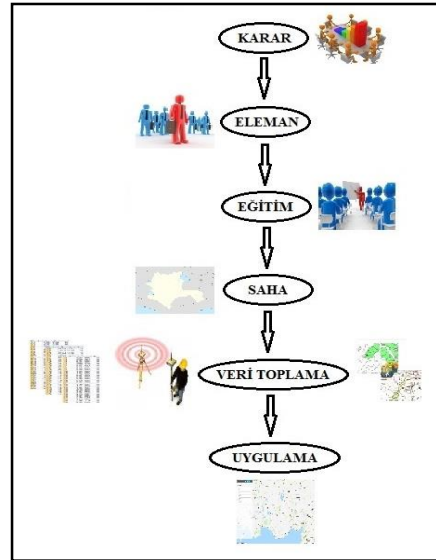 KARAR
ELEMAN
EĞİTİM
SAHA
VERİ TOPLAMA
UYGULAMA